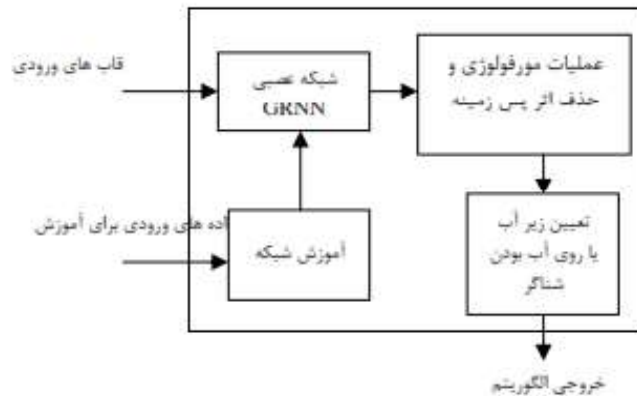 قاب های ورودی
شبکه عصبی
GRNN
عملیات مورفولوژی و
حذف اثر پس زمینه
اده های ورودی برای آموزش
آموزش شبکه
تعیین زیر آب
یا روی آب بودن
شناگر
خروجی الگوریتم